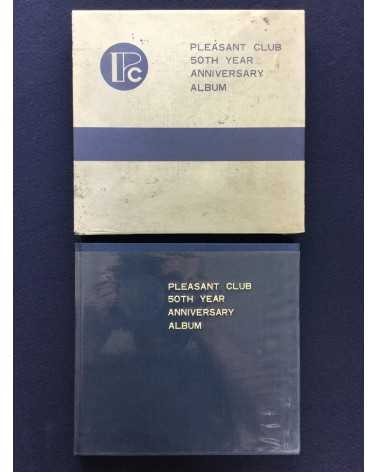 PC
PLEASANT CLUB
50TH YEAR
ANNIVERSARY
ALBUM
PLEASANT CLUB
50TH YEAR
ANNIVERSARY
ALBUM